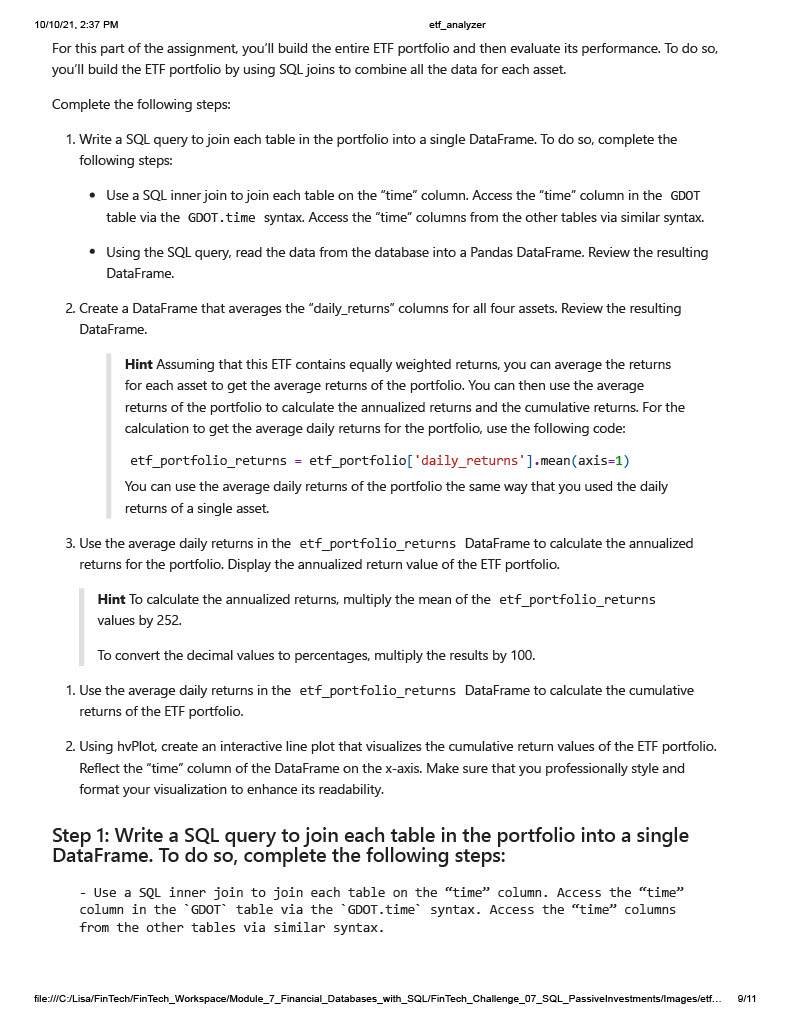 10/10/21, 2:37 PM
etf_analyzer
For this part of the assignment, you’ll build the entire ETF portfolio and then evaluate its performance. To do so,
you’ll build the ETF portfolio by using SQL joins to combine all the data for each asset.
Complete the following steps:
1. Write a SQL query to join each table in the portfolio into a single DataFrame. To do so, complete the
following steps:
• Use a SQL inner join to join each table on the “time” column. Access the “time” column in the GDOT
table via the GDOT.time syntax. Access the “time” columns from the other tables via similar syntax.
• Using the SQL query, read the data from the database into a Pandas DataFrame. Review the resulting
DataFrame.
2. Create a DataFrame that averages the “daily_returns” columns for all four assets. Review the resulting
DataFrame.
Hint Assuming that this ETF contains equally weighted returns, you can average the returns
for each asset to get the average returns of the portfolio. You can then use the average
returns of the portfolio to calculate the annualized returns and the cumulative returns. For the
calculation to get the average daily returns for the portfolio, use the following code:
etf_portfolio_returns = etf_portfolio['daily_returns'].mean(axis=1)
You can use the average daily returns of the portfolio the same way that you used the daily
returns of a single asset.
3. Use the average daily returns in the etf_portfolio_returns DataFrame to calculate the annualized
returns for the portfolio. Display the annualized return value of the ETF portfolio.
Hint To calculate the annualized returns, multiply the mean of the etf_portfolio_returns
values by 252.
To convert the decimal values to percentages, multiply the results by 100.
1. Use the average daily returns in the etf_portfolio_returns DataFrame to calculate the cumulative
returns of the ETF portfolio.
2. Using hvPlot, create an interactive line plot that visualizes the cumulative return values of the ETF portfolio.
Reflect the “time” column of the DataFrame on the x-axis. Make sure that you professionally style and
format your visualization to enhance its readability.
Step 1: Write a SQL query to join each table in the portfolio into a single
DataFrame. To do so, complete the following steps:
- Use a SQL inner join to join each table on the “time” column. Access the “time”
column in the `GDOT` table via the `GDOT.time` syntax. Access the “time” columns
from the other tables via similar syntax.
file:///C:/Lisa/FinTech/FinTech_Workspace/Module_7_Financial_Databases_with_SQL/FinTech_Challenge_07_SQL_PassiveInvestments/Images/etf…
9/11